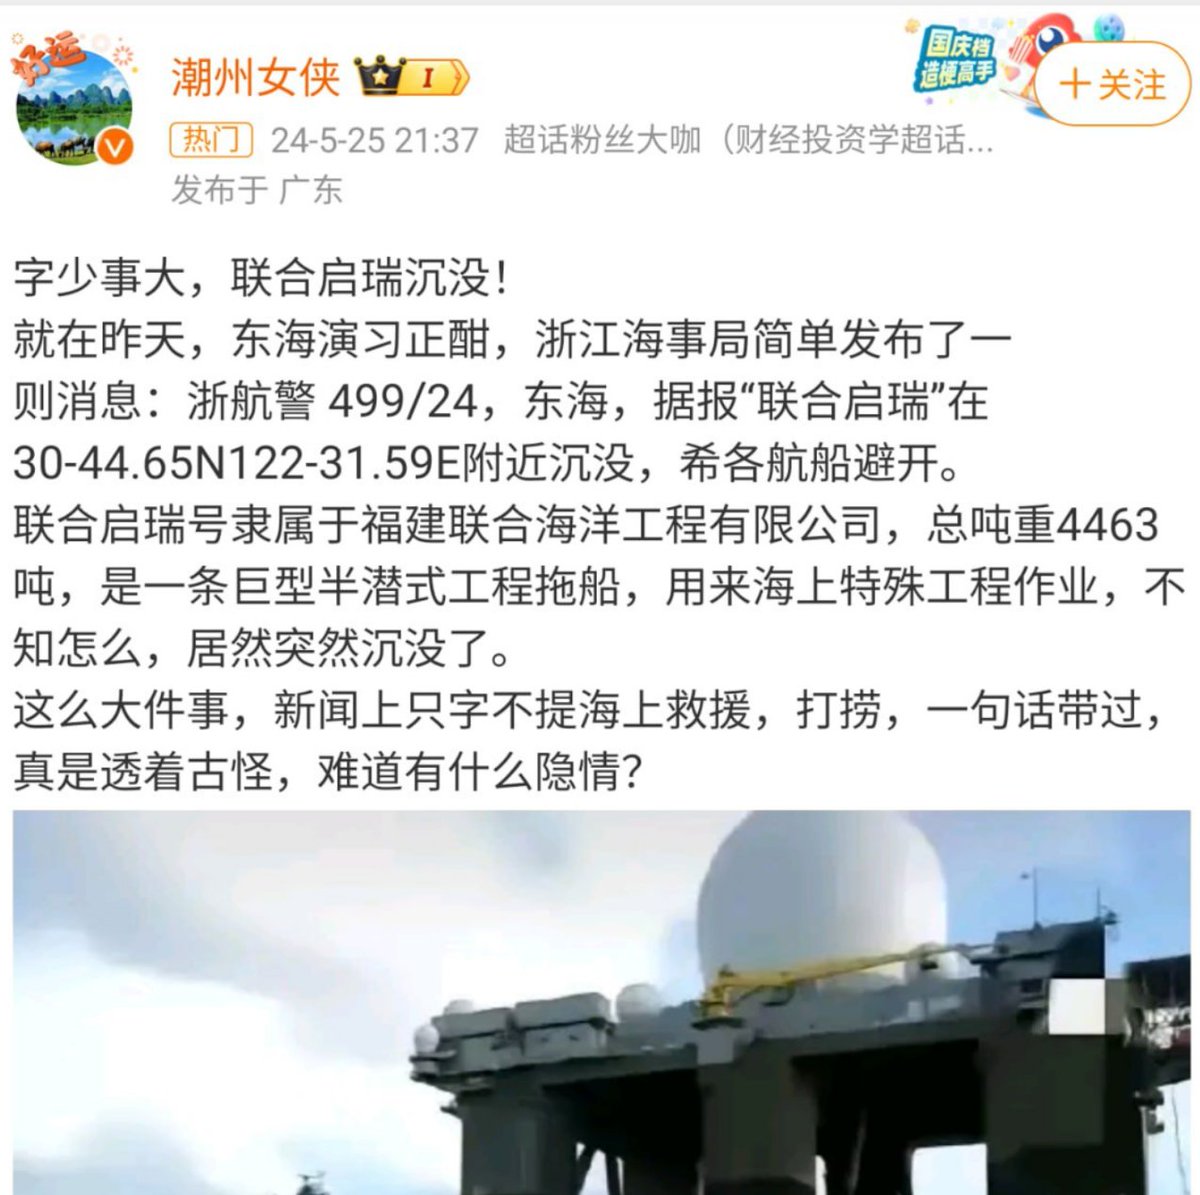 好运
国庆档
造梗高手
潮州女侠
I
+关注
热门 24-5-25 21:37 超话粉丝大咖（财经投资学超话...
发布于 广东
字少事大，联合启瑞沉没！
就在昨天，东海演习正酣，浙江海事局简单发布了一
则消息：浙航警 499/24，东海，据报“联合启瑞”在
30-44.65N122-31.59E附近沉没，希各航船避开。
联合启瑞号隶属于福建联合海洋工程有限公司，总吨重4463
吨，是一条巨型半潜式工程拖船，用来海上特殊工程作业，不
知怎么，居然突然沉没了。
这么大件事，新闻上只字不提海上救援，打捞，一句话带过，
真是透着古怪，难道有什么隐情？